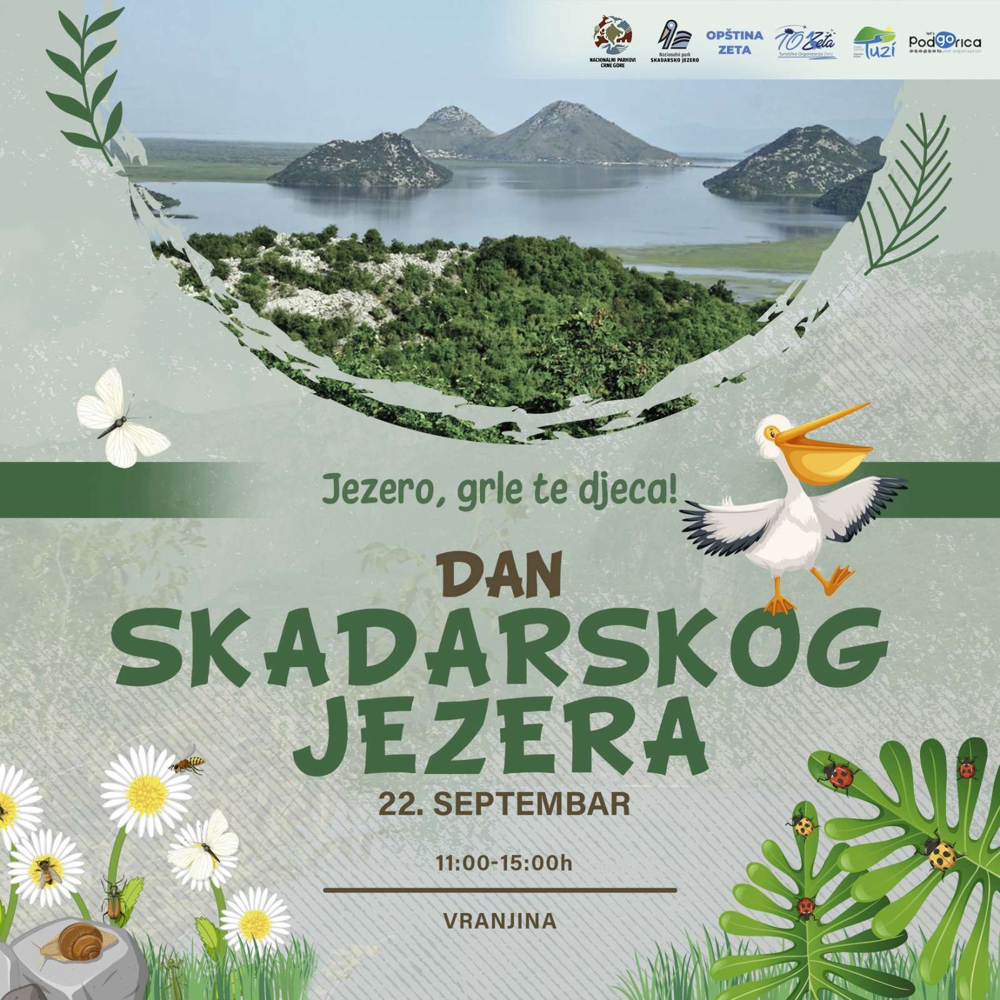 NACIONALNI PARKOVI
CRNE GORE
Nacionalni park
SKADARSKO JEZERO
OPŠTINA
ZETA
TO Zeta
Turistička Organizacija Zeta
Tuzi
let's
Podgorica
tourist organisation
Jezero, grle te djeca!
DAN
SKADARSKOG
JEZERA
22. SEPTEMBAR
11:00-15:00h
VRANJINA